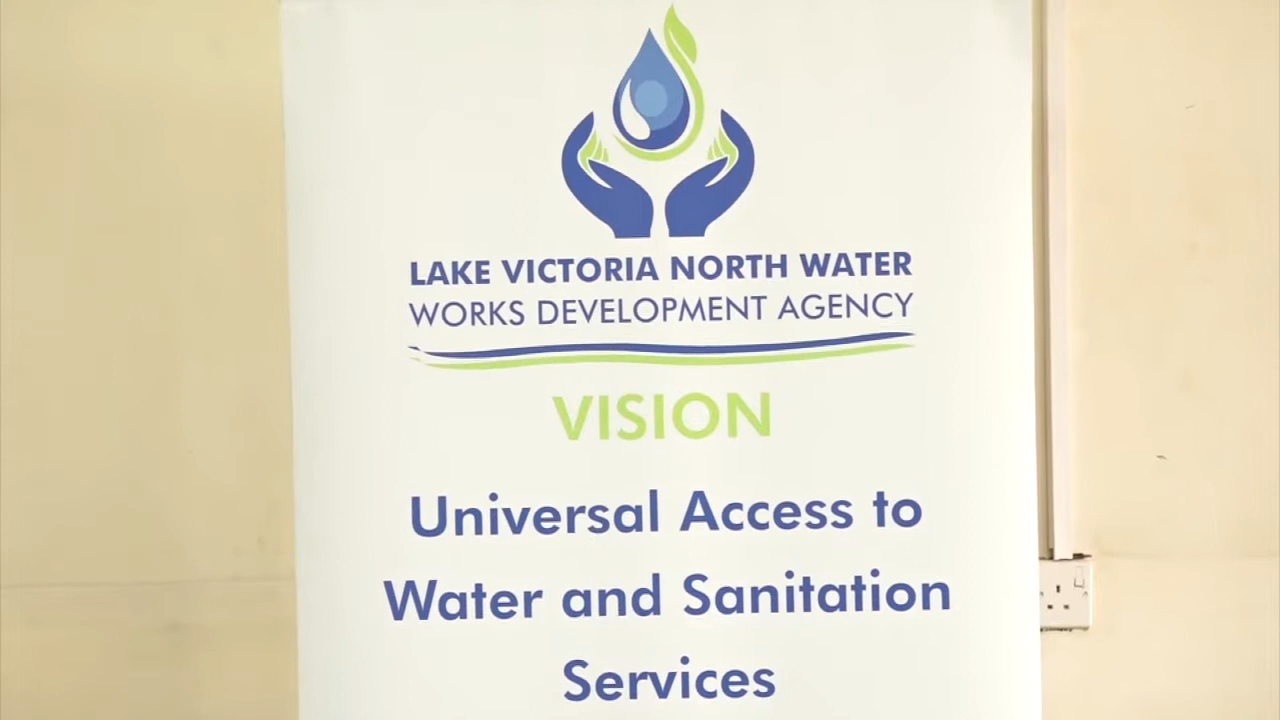 LAKE VICTORIA NORTH WATER
WORKS DEVELOPMENT AGENCY
VISION
Universal Access to
Water and Sanitation
Services